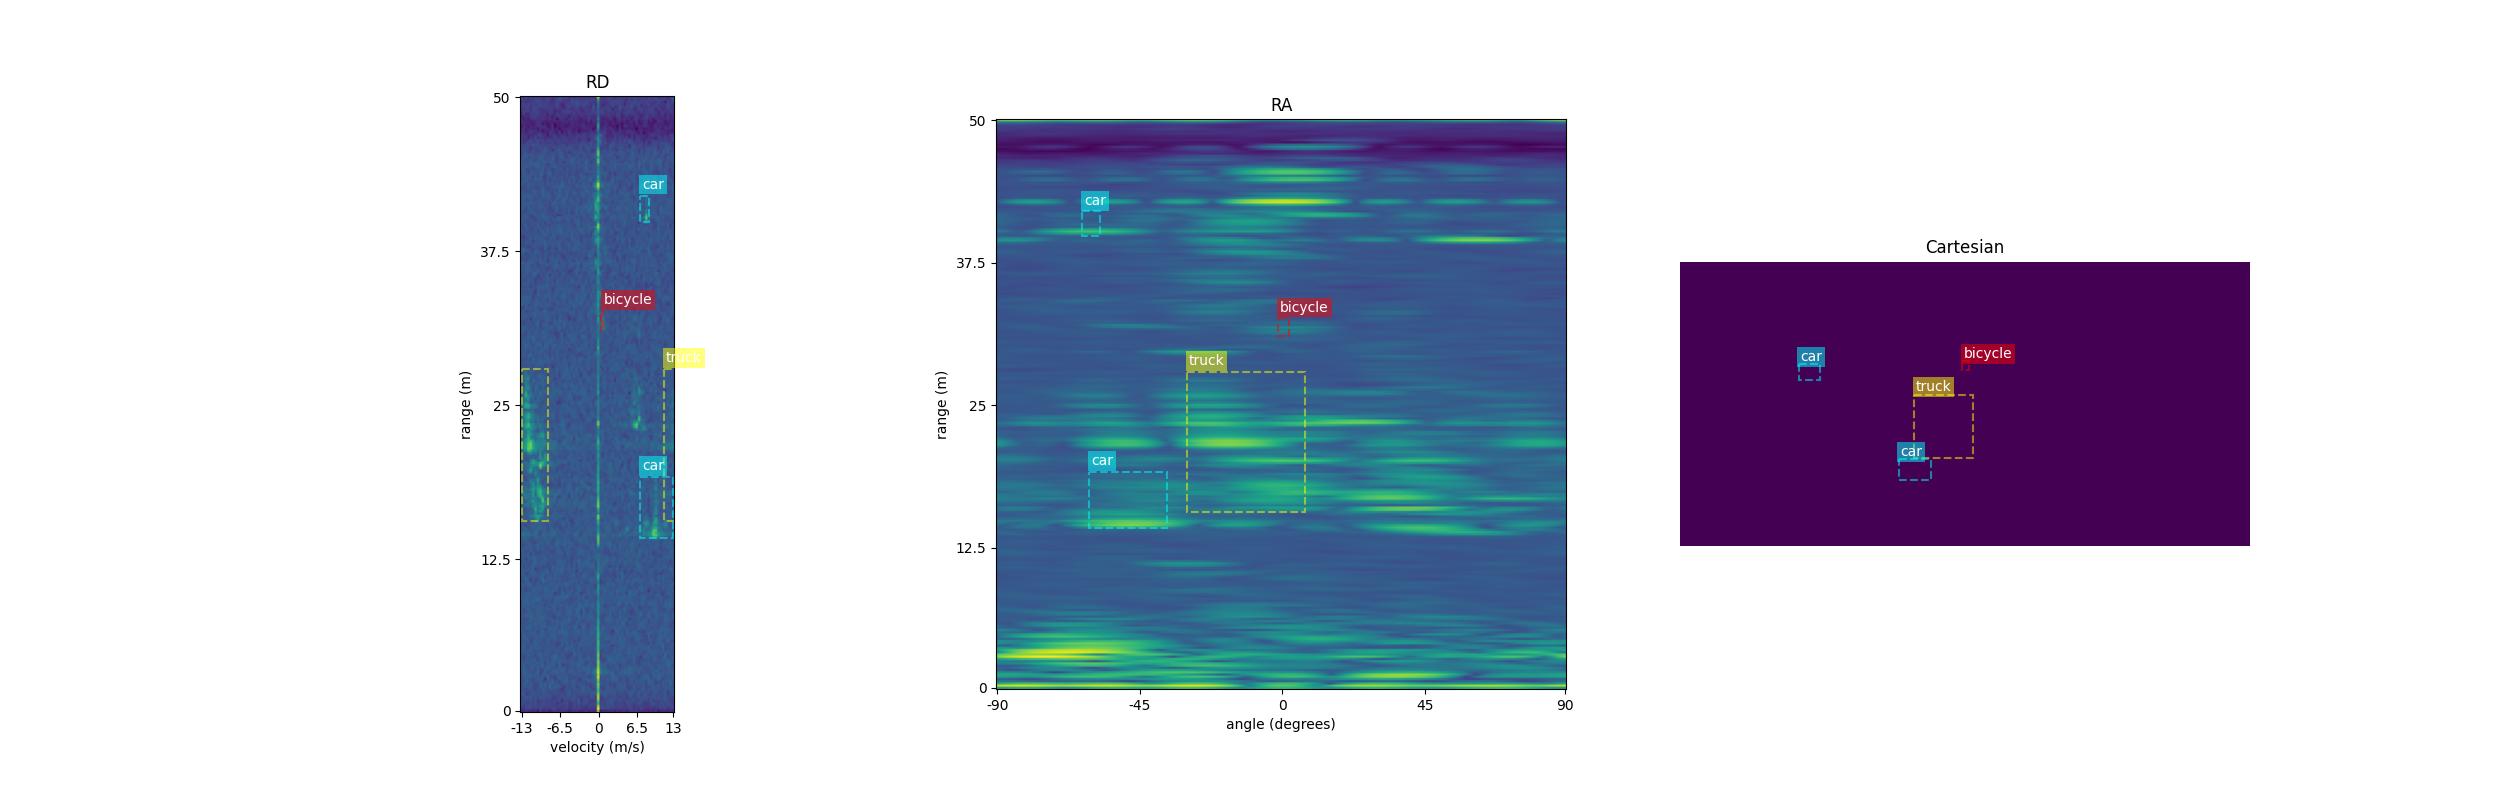 RD
50
37.5
25
12.5
0
range (m)
-13 -6.5 0 6.5 13
velocity (m/s)
car
bicycle
truck
car
RA
50
37.5
25
12.5
0
range (m)
-90 -45 0 45 90
angle (degrees)
car
bicycle
truck
car
Cartesian
car
bicycle
truck
car